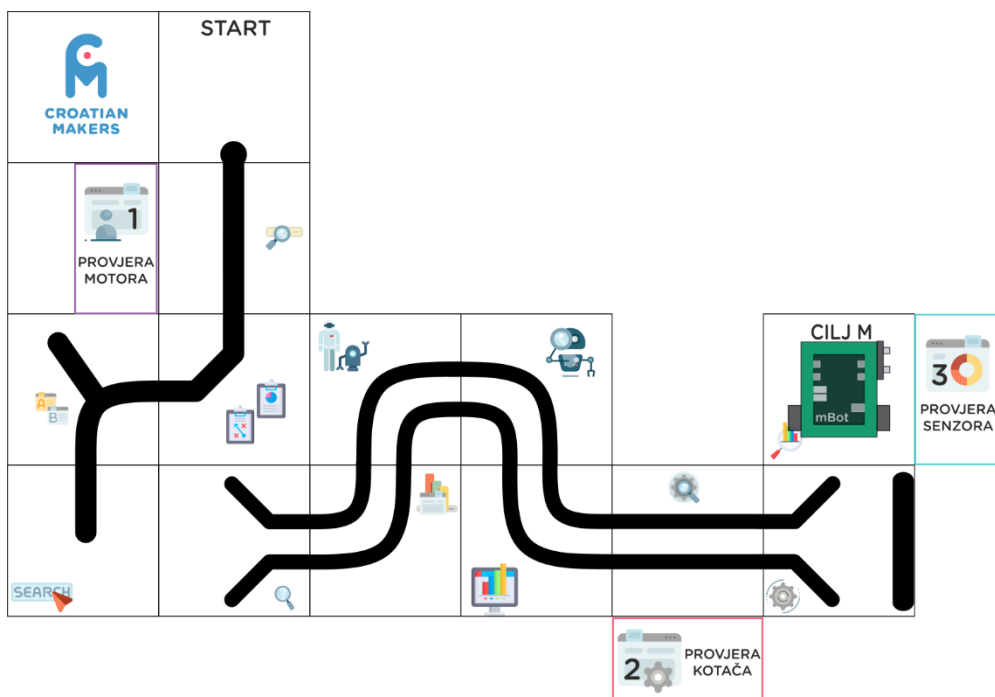 START
CROATIAN
MAKERS
1
PROVJERA
MOTORA
CILJ M
mBot
3
PROVJERA
SENZORA
A
B
SEARCH
2
PROVJERA
KOTAČA